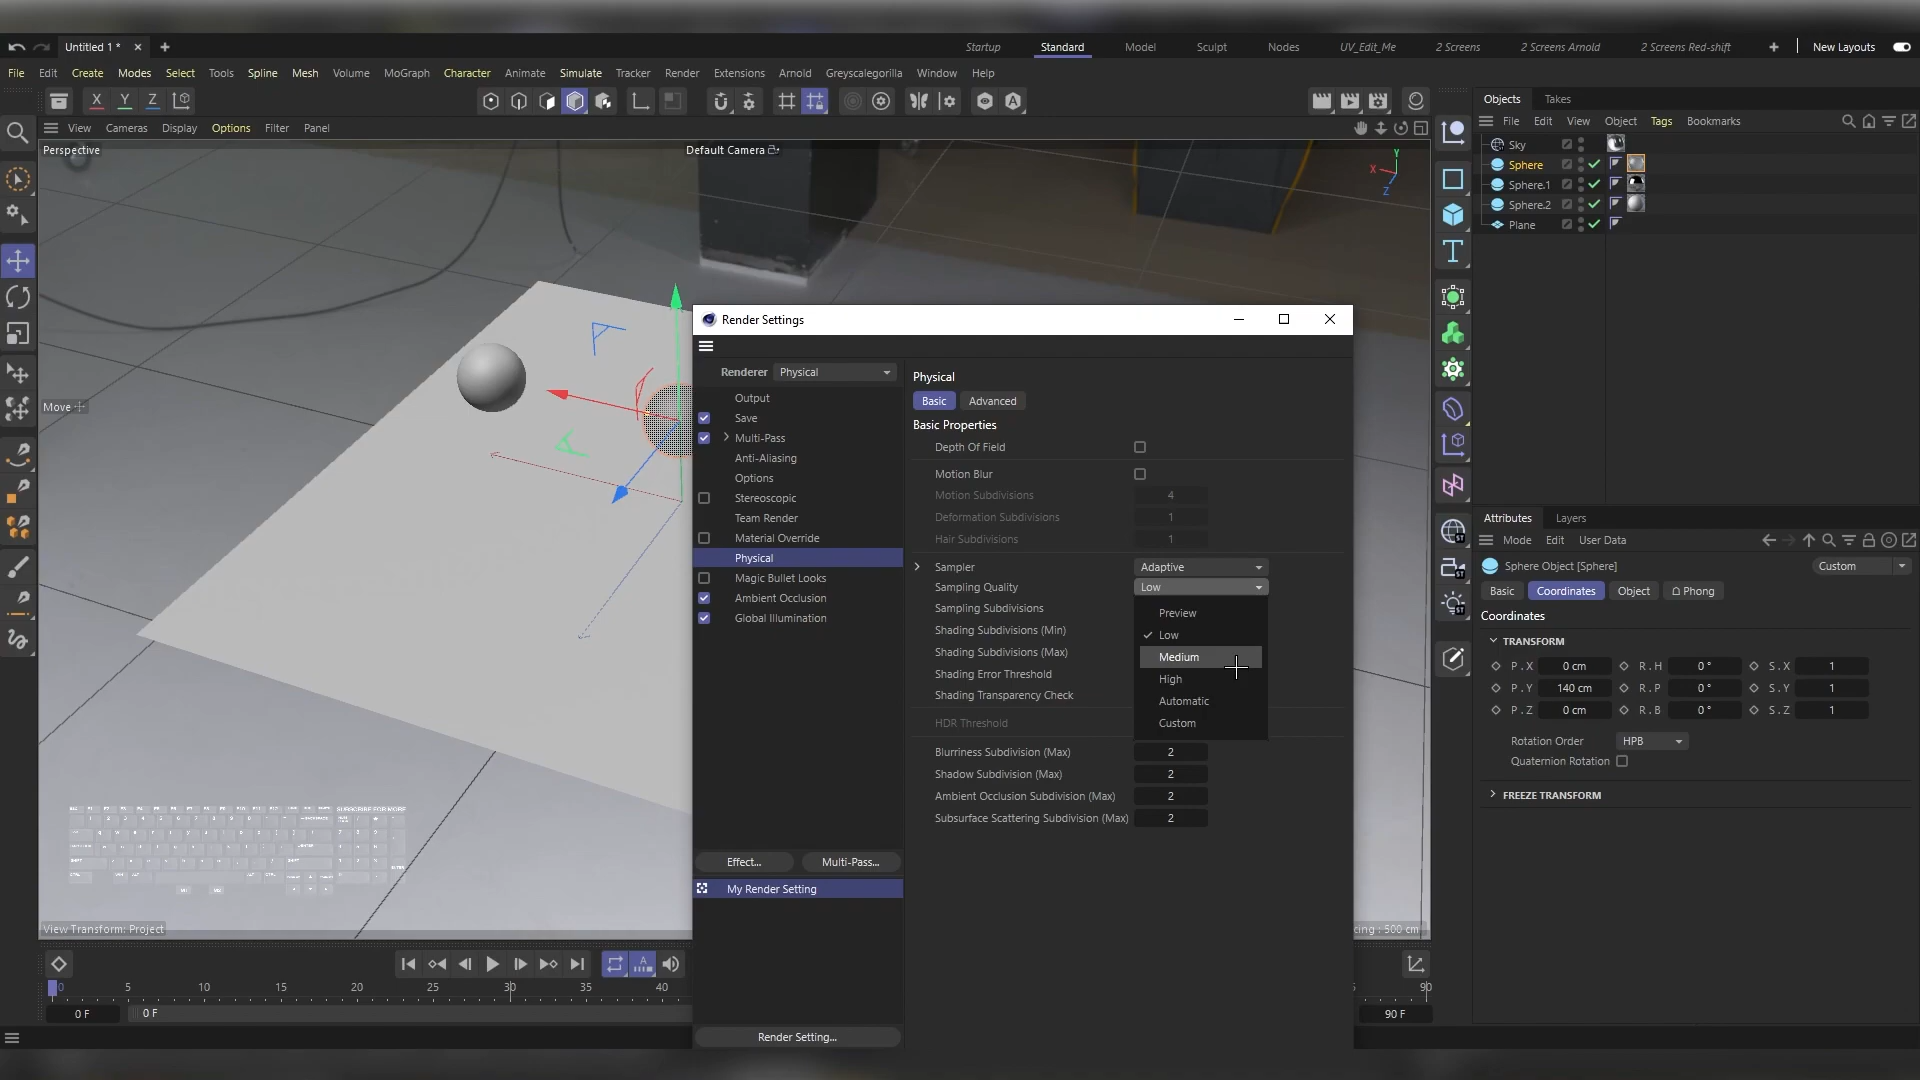 Untitled 1 *
Startup
Standard
Model
Sculpt
Nodes
UV_Edit_Me
2 Screens
2 Screens Arnold
2 Screens Red-shift
New Layouts
File Edit Create Modes Select Tools Spline Mesh Volume MoGraph Character Animate Simulate Tracker Render Extensions Arnold Greyscalegorilla Window Help
X Y Z
Objects Takes
View Cameras Display Options Filter Panel
File Edit View Object Tags Bookmarks
Perspective
Default Camera
Y
X
Z
Sky
Sphere
Sphere.1
Sphere.2
Plane
Move
Render Settings
Renderer Physical
Output
Save
Multi-Pass
Anti-Aliasing
Options
Stereoscopic
Team Render
Material Override
Physical
Magic Bullet Looks
Ambient Occlusion
Global Illumination
Effect...
Multi-Pass...
My Render Setting
Render Setting...
Physical
Basic Advanced
Basic Properties
Depth Of Field
Motion Blur
Motion Subdivisions 4
Deformation Subdivisions 1
Hair Subdivisions 1
Sampler Adaptive
Sampling Quality Low
Sampling Subdivisions
Shading Subdivisions (Min)
Shading Subdivisions (Max)
Shading Error Threshold
Shading Transparency Check
Preview
Low
Medium
High
Automatic
Custom
HDR Threshold
Blurriness Subdivision (Max) 2
Shadow Subdivision (Max) 2
Ambient Occlusion Subdivision (Max) 2
Subsurface Scattering Subdivision (Max) 2
Attributes Layers
Mode Edit User Data
Sphere Object [Sphere]
Custom
Basic Coordinates Object Phong
Coordinates
TRANSFORM
P . X 0 cm R . H 0 ° S . X 1
P . Y 140 cm R . P 0 ° S . Y 1
P . Z 0 cm R . B 0 ° S . Z 1
Rotation Order HPB
Quaternion Rotation
FREEZE TRANSFORM
SUBSCRIBE FOR MORE
View Transform: Project
cing : 500 cm
0 5 10 15 20 25 30 35 40
90
0 F
0 F
90 F